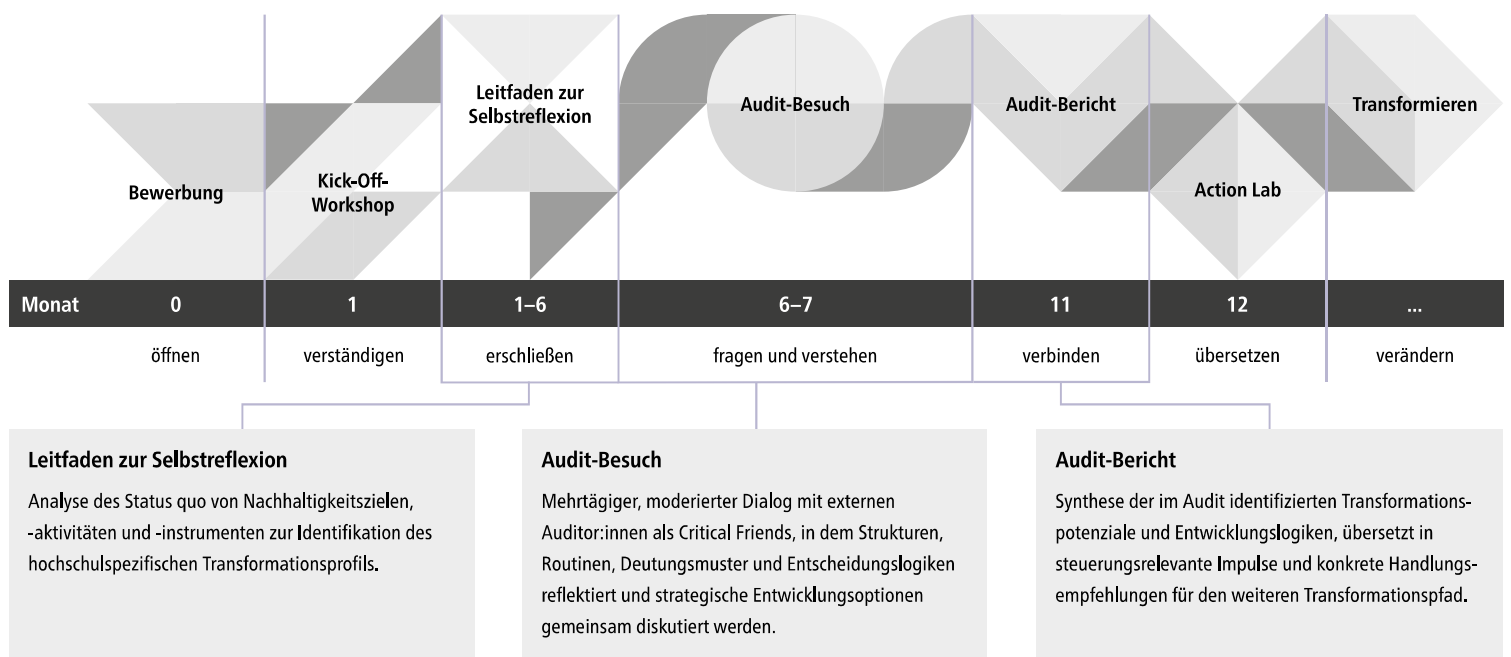 Bewerbung
Kick-Off-
Workshop
Leitfaden zur
Selbstreflexion
Audit-Besuch
Audit-Bericht
Action Lab
Transformieren
Monat 0 1 1–6 6–7 11 12 ...
öffnen verständigen erschließen fragen und verstehen verbinden übersetzen verändern
Leitfaden zur Selbstreflexion
Analyse des Status quo von Nachhaltigkeitszielen,
-aktivitäten und -instrumenten zur Identifikation des
hochschulspezifischen Transformationsprofils.
Audit-Besuch
Mehrtägiger, moderierter Dialog mit externen
Auditor:innen als Critical Friends, in dem Strukturen,
Routinen, Deutungsmuster und Entscheidungslogiken
reflektiert und strategische Entwicklungsoptionen
gemeinsam diskutiert werden.
Audit-Bericht
Synthese der im Audit identifizierten Transformations-
potenziale und Entwicklungslogiken, übersetzt in
steuerungsrelevante Impulse und konkrete Handlungs-
empfehlungen für den weiteren Transformationspfad.